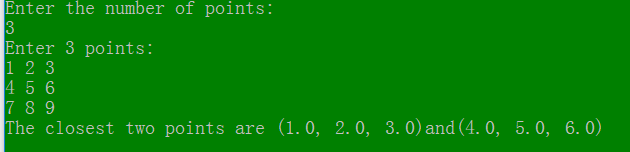 Enter the number of points:
3
Enter 3 points:
1 2 3
4 5 6
7 8 9
The closest two points are (1.0, 2.0, 3.0)and(4.0, 5.0, 6.0)